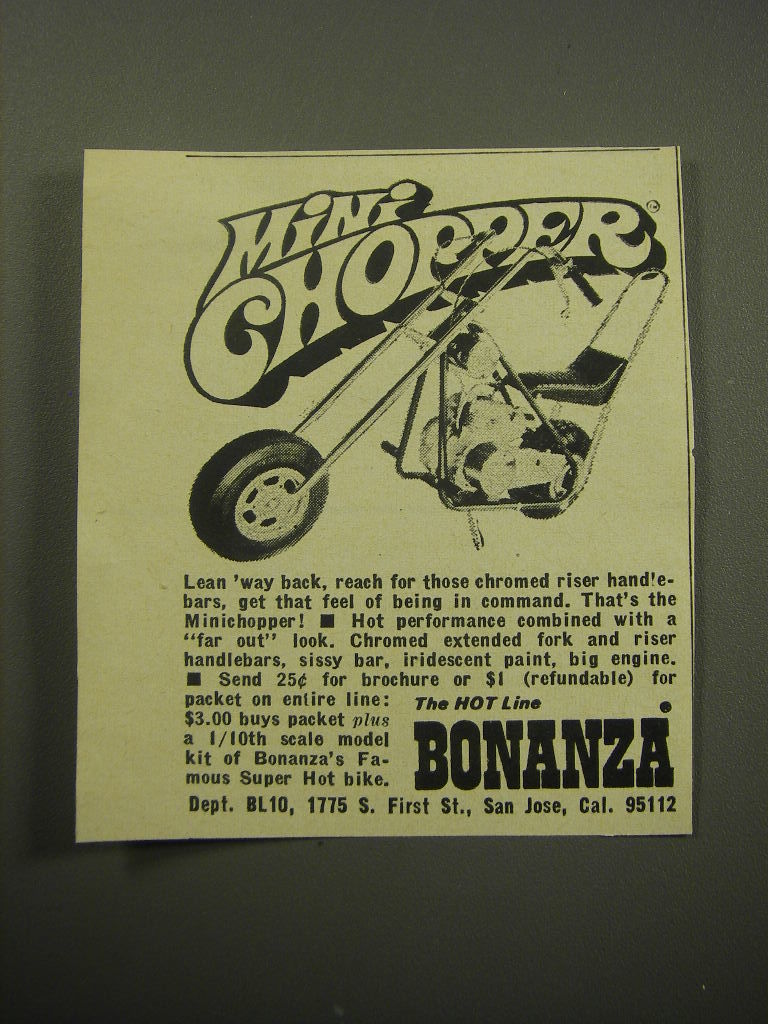 MiNi
CHOPPER®
Lean 'way back, reach for those chromed riser handle-
bars, get that feel of being in command. That's the
Minichopper! ■ Hot performance combined with a
"far out" look. Chromed extended fork and riser
handlebars, sissy bar, iridescent paint, big engine.
■ Send 25¢ for brochure or $1 (refundable) for
packet on entire line:
$3.00 buys packet plus
a 1/10th scale model
kit of Bonanza's Fa-
mous Super Hot bike.
The HOT Line
BONANZA
Dept. BL10, 1775 S. First St., San Jose, Cal. 95112